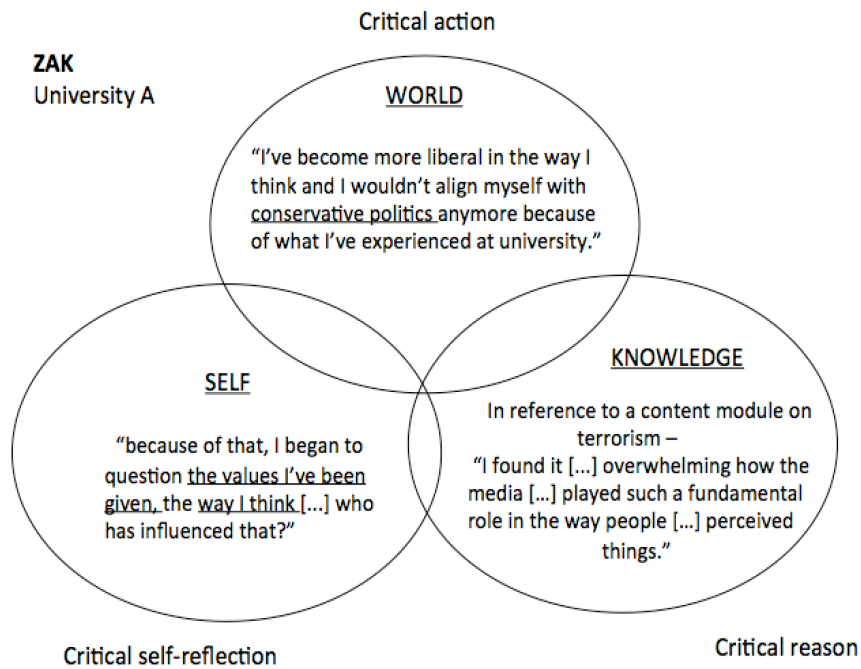 Critical action
ZAK
University A
WORLD
“I’ve become more liberal in the way I
think and I wouldn’t align myself with
conservative politics anymore because
of what I’ve experienced at university.”
SELF
“because of that, I began to
question the values I’ve been
given, the way I think [...] who
has influenced that?”
KNOWLEDGE
In reference to a content module on
terrorism –
“I found it [...] overwhelming how the
media [...] played such a fundamental
role in the way people [...] perceived
things.”
Critical self-reflection
Critical reason